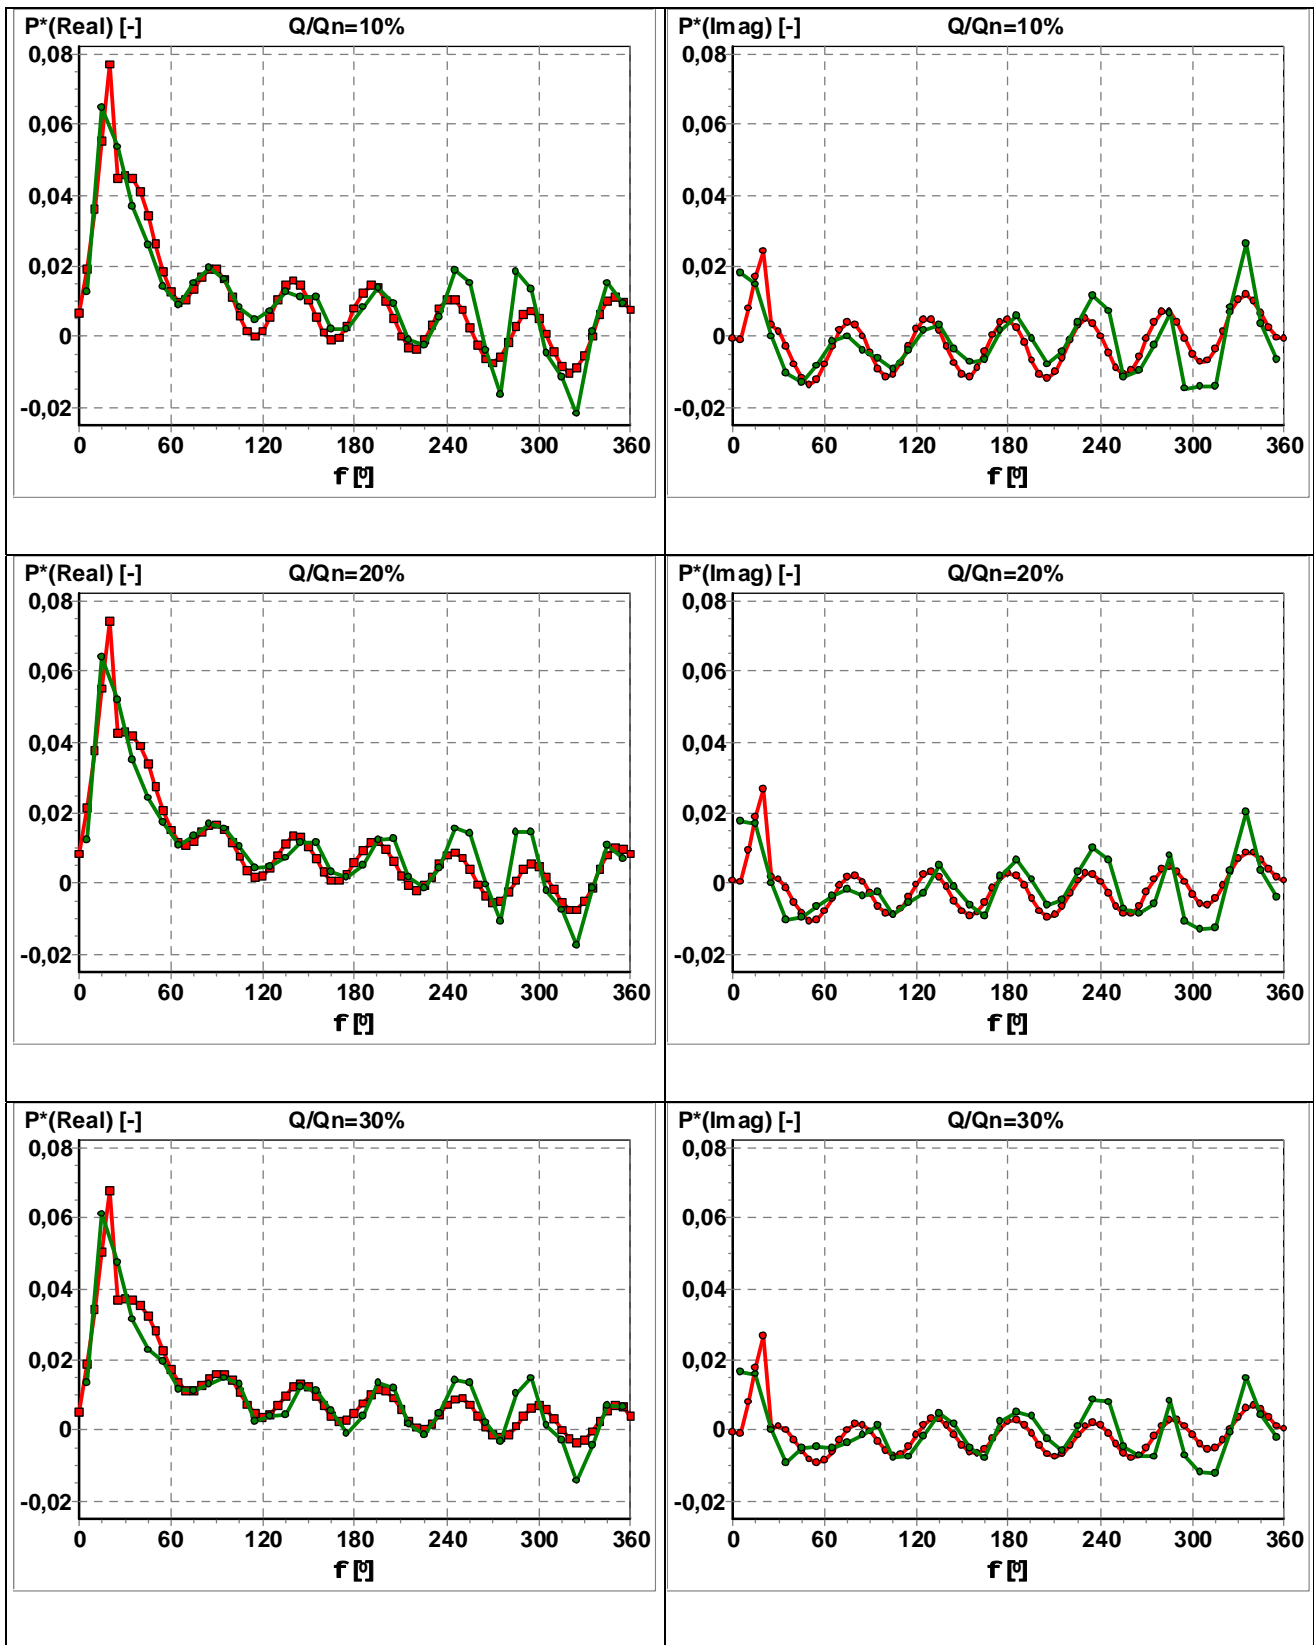 P*(Real) [-] Q/Qn=10%
0,08
0,06
0,04
0,02
0
-0,02
0 60 120 180 240 300 360
f [º]
P*(Imag) [-] Q/Qn=10%
0,08
0,06
0,04
0,02
0
-0,02
0 60 120 180 240 300 360
f [º]
P*(Real) [-] Q/Qn=20%
0,08
0,06
0,04
0,02
0
-0,02
0 60 120 180 240 300 360
f [º]
P*(Imag) [-] Q/Qn=20%
0,08
0,06
0,04
0,02
0
-0,02
0 60 120 180 240 300 360
f [º]
P*(Real) [-] Q/Qn=30%
0,08
0,06
0,04
0,02
0
-0,02
0 60 120 180 240 300 360
f [º]
P*(Imag) [-] Q/Qn=30%
0,08
0,06
0,04
0,02
0
-0,02
0 60 120 180 240 300 360
f [º]